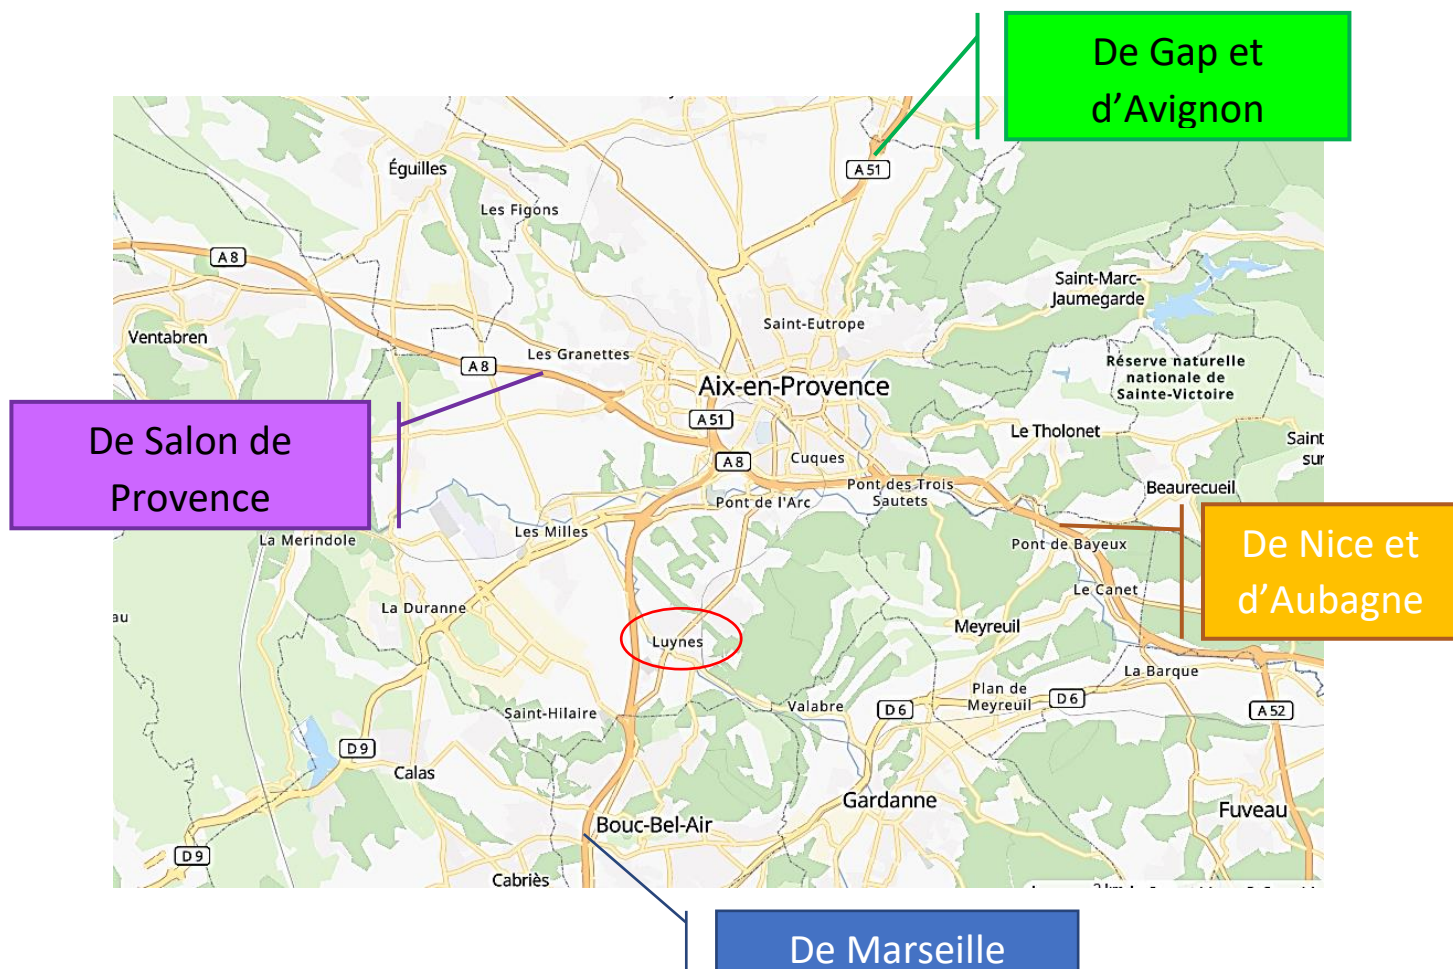 De Gap et
d’Avignon
A 51
Éguilles
Les Figons
A 8
Saint-Marc-
Jaumegarde
Saint-Eutrope
Ventabren
Les Granettes
A 8
Réserve naturelle
nationale de
Sainte-Victoire
Aix-en-Provence
De Salon de
Provence
A 51
Le Tholonet
Saint
sur
A 8
Cuques
Pont des Trois
Sautets
Beaurecueil
Pont de l'Arc
Les Milles
La Merindole
Pont de Bayeux
De Nice et
d’Aubagne
Le Canet
La Duranne
au
Luynes
Meyreuil
La Barque
Plan de
Meyreuil
D 6
Valabre
D 6
A 52
Saint-Hilaire
D 9
Calas
Gardanne
Fuveau
Bouc-Bel-Air
D 9
Cabriès
De Marseille